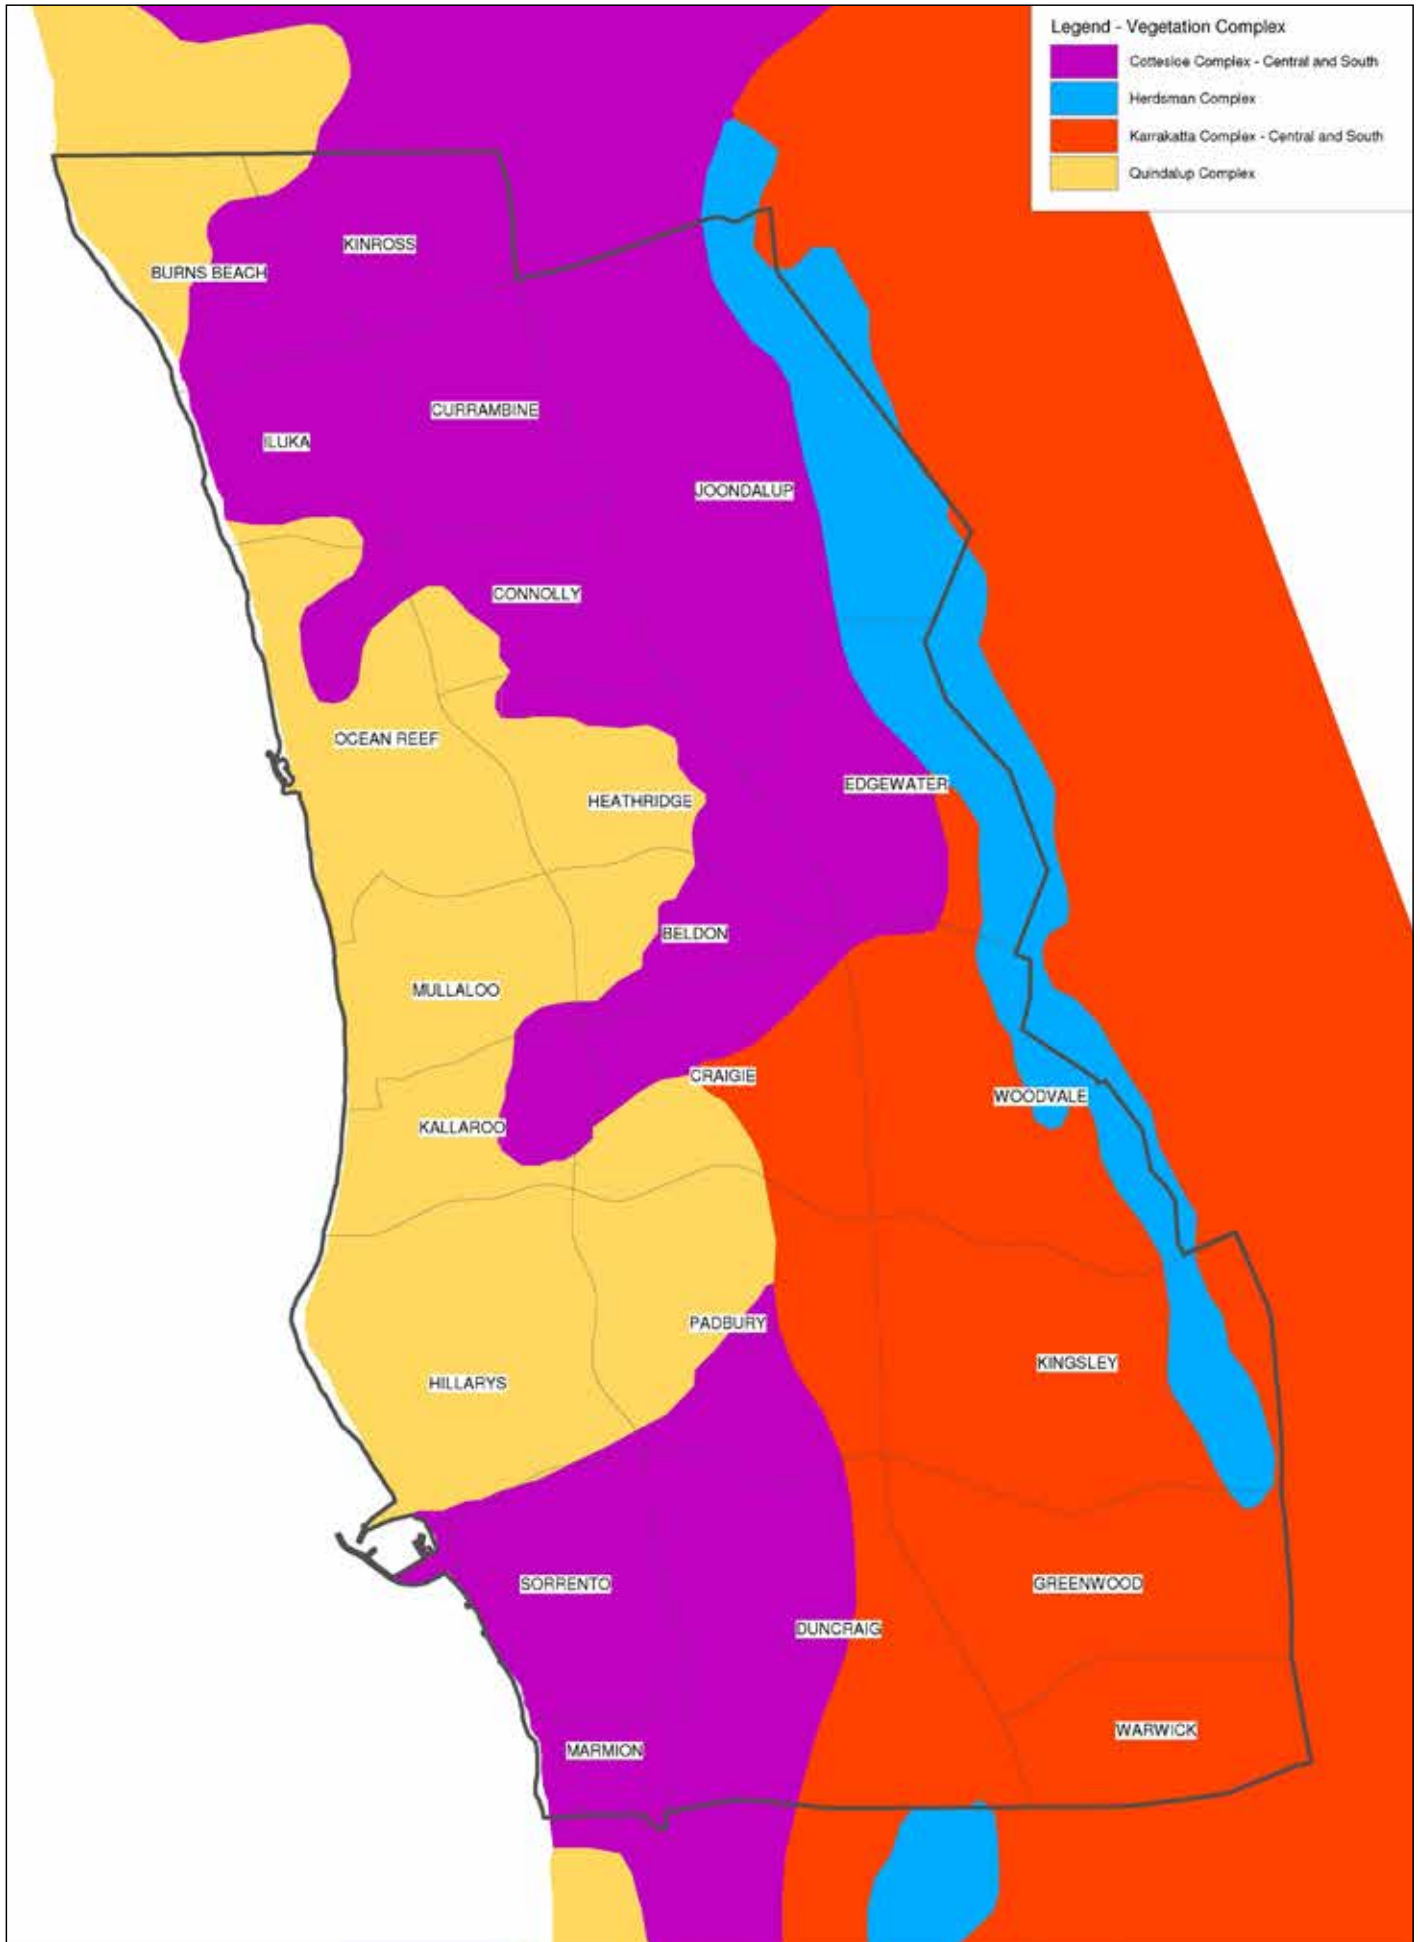 Legend - Vegetation Complex
Cottesloe Complex - Central and South
Herdsman Complex
Karrakatta Complex - Central and South
Quindalup Complex
KINROSS
BURNS BEACH
CURRAMBINE
ILUKA
JOONDALUP
CONNOLLY
OCEAN REEF
EDGEWATER
HEATHRIDGE
BELDON
MULLALOO
CRAIGIE
WOODVALE
KALLAROO
PADBURY
KINGSLEY
HILLARYS
SORRENTO
GREENWOOD
DUNCRAIG
WARWICK
MARMION